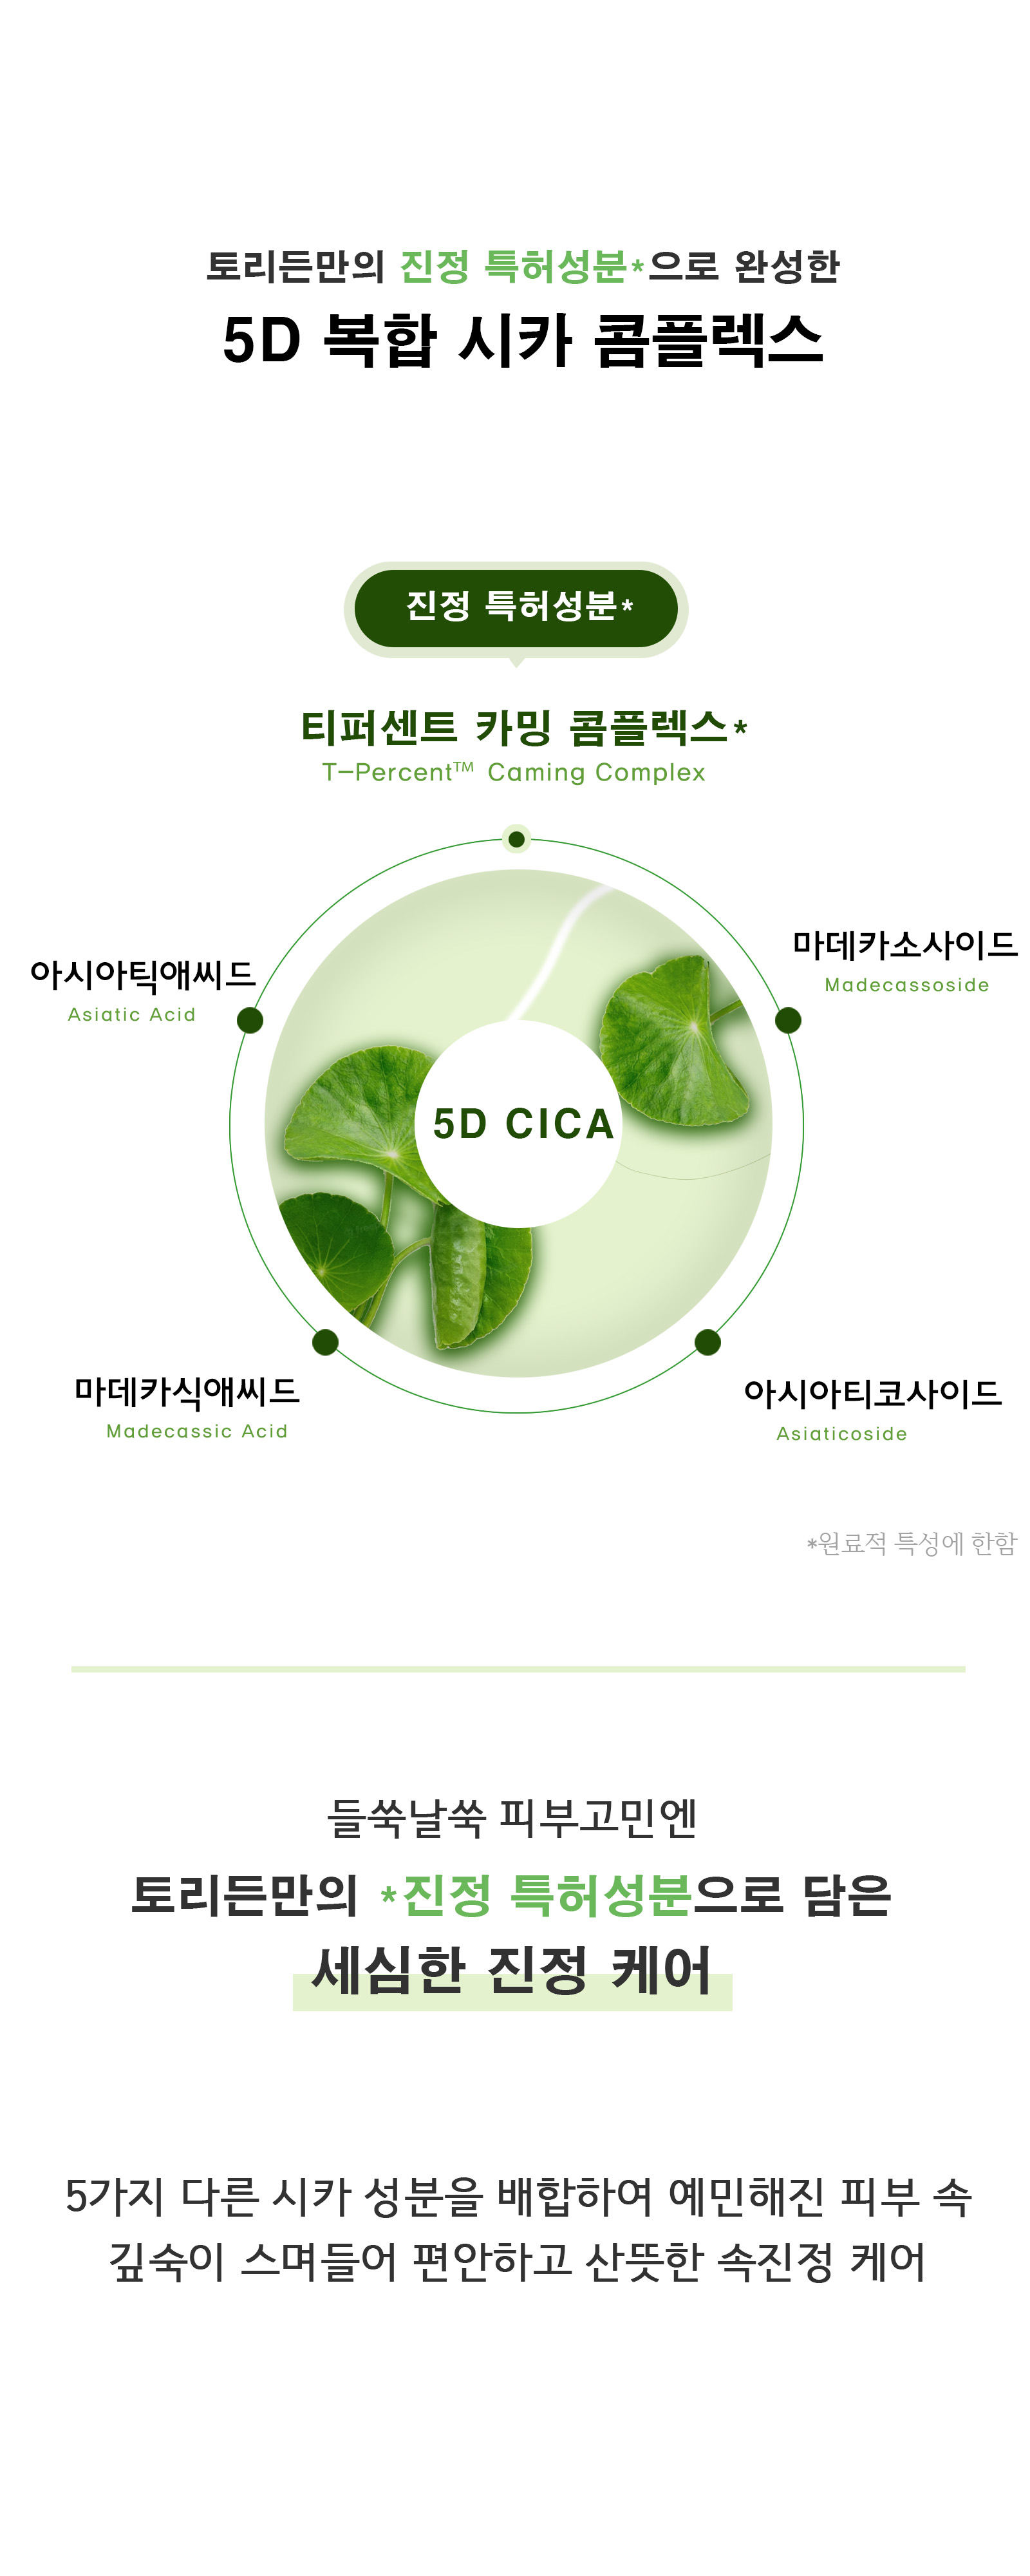 토리든만의 진정 특허성분*으로 완성한
5D 복합 시카 콤플렉스
진정 특허성분*
티퍼센트 카밍 콤플렉스*
T-Percent™ Caming Complex
마데카소사이드
Madecassoside
아시아틱애씨드
Asiatic Acid
5D CICA
마데카식애씨드
Madecassic Acid
아시아티코사이드
Asiaticoside
*원료적 특성에 한함
들쑥날쑥 피부고민엔
토리든만의 *진정 특허성분으로 담은
세심한 진정 케어
5가지 다른 시카 성분을 배합하여 예민해진 피부 속
깊숙이 스며들어 편안하고 산뜻한 속진정 케어